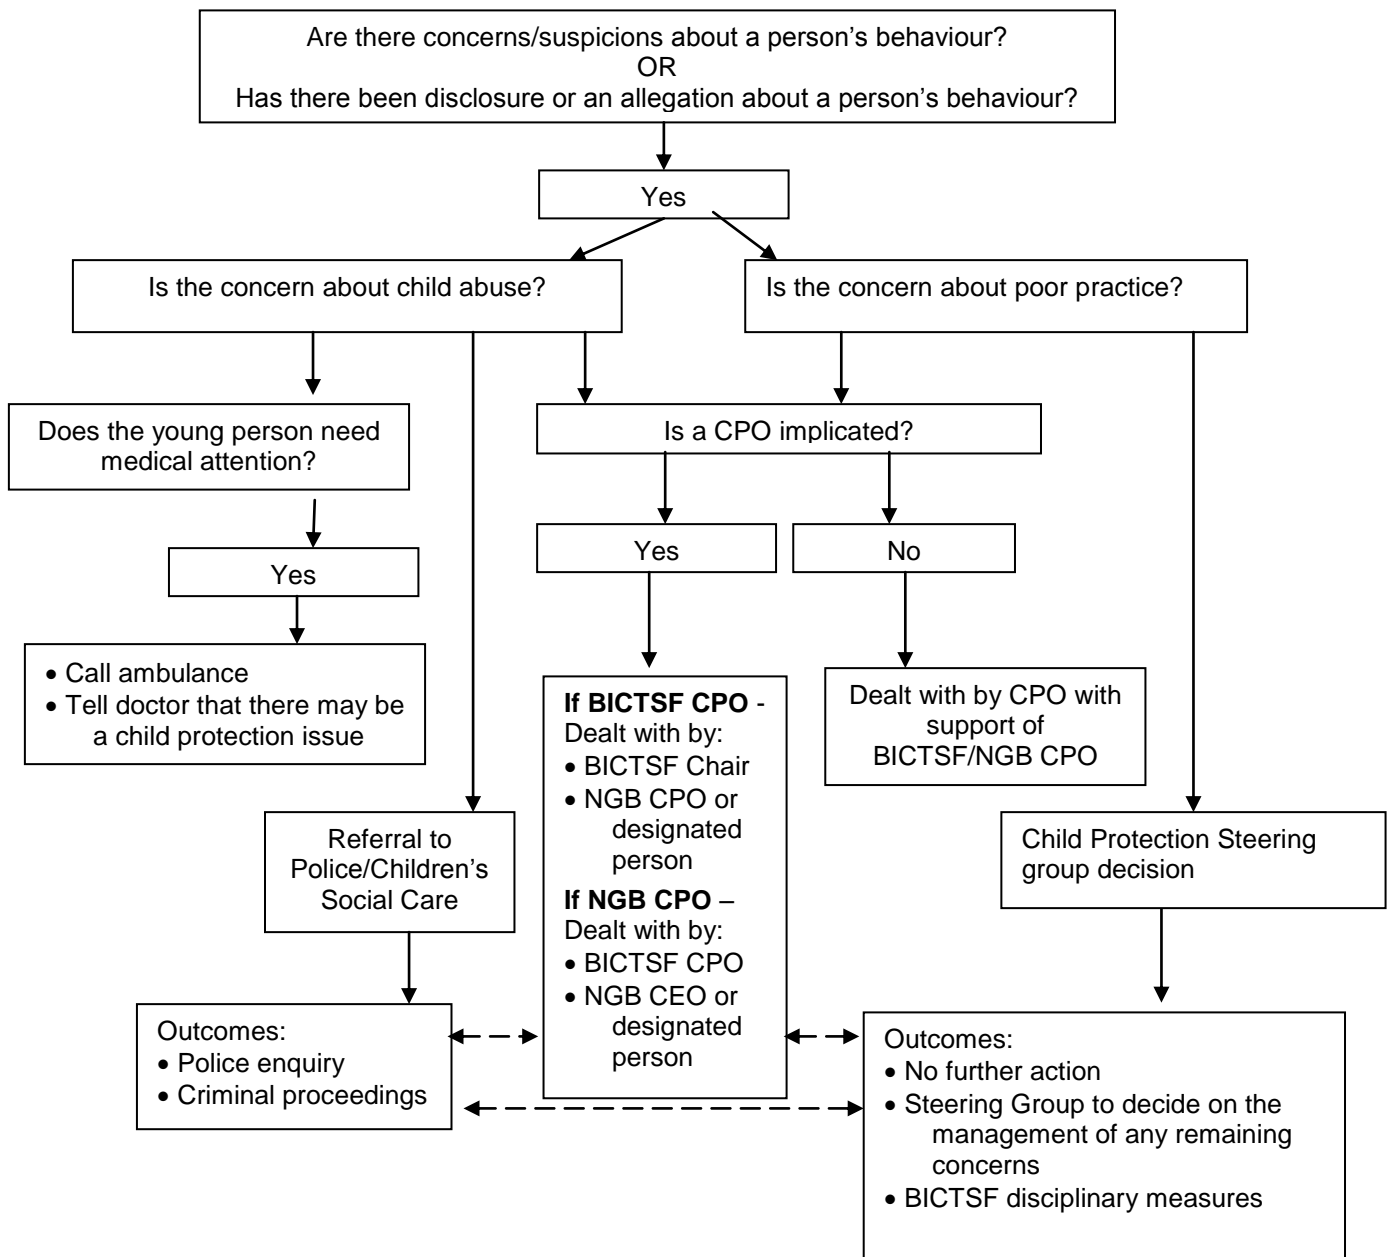 Are there concerns/suspicions about a person's behaviour?
OR
Has there been disclosure or an allegation about a person's behaviour?
Yes
Is the concern about child abuse?
Is the concern about poor practice?
Does the young person need
medical attention?
Is a CPO implicated?
Yes
Yes
No
• Call ambulance
• Tell doctor that there may be
a child protection issue
If BICTSF CPO -
Dealt with by:
• BICTSF Chair
• NGB CPO or
designated
person
If NGB CPO –
Dealt with by:
• BICTSF CPO
• NGB CEO or
designated
person
Dealt with by CPO with
support of
BICTSF/NGB CPO
Referral to
Police/Children's
Social Care
Child Protection Steering
group decision
Outcomes:
• Police enquiry
• Criminal proceedings
Outcomes:
• No further action
• Steering Group to decide on the
management of any remaining
concerns
• BICTSF disciplinary measures